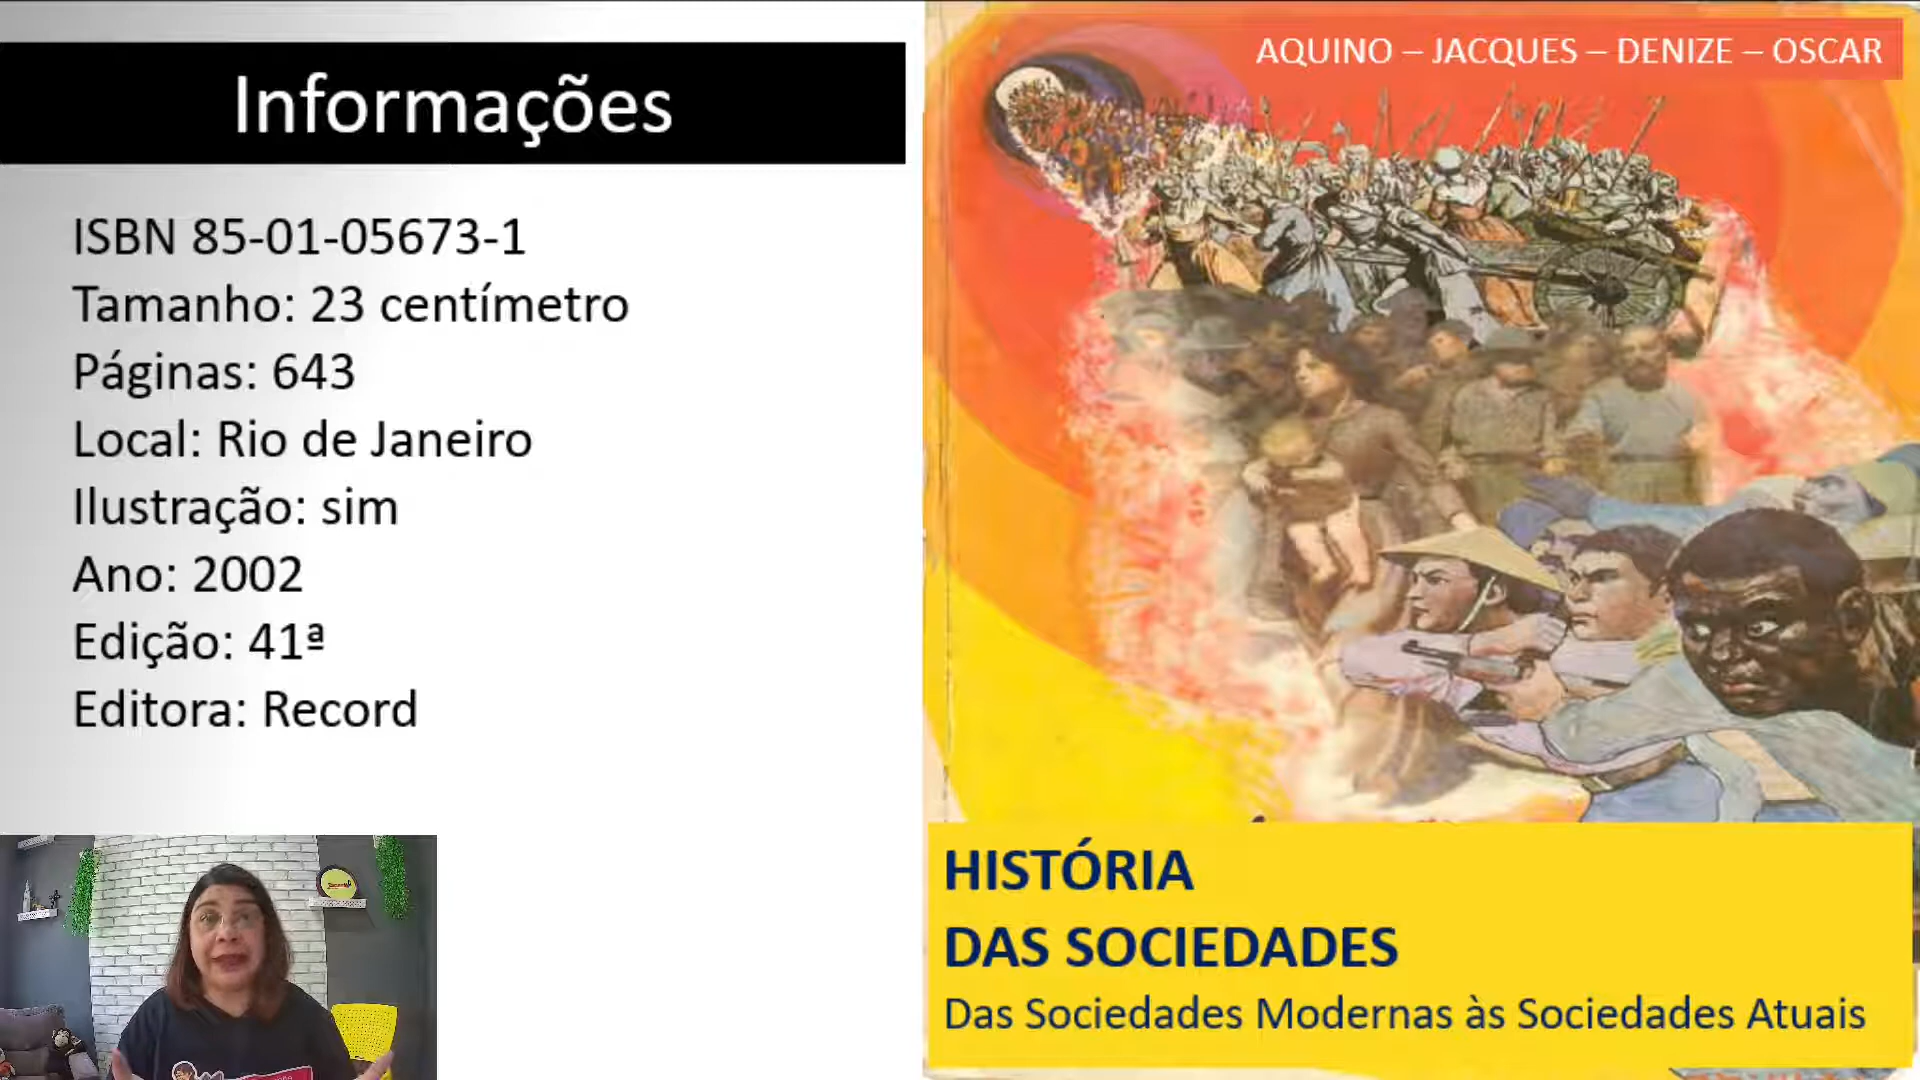 Informações
ISBN 85-01-05673-1
Tamanho: 23 centímetro
Páginas: 643
Local: Rio de Janeiro
Ilustração: sim
Ano: 2002
Edição: 41ª
Editora: Record
AQUINO – JACQUES – DENIZE – OSCAR
HISTÓRIA
DAS SOCIEDADES
Das Sociedades Modernas às Sociedades Atuais